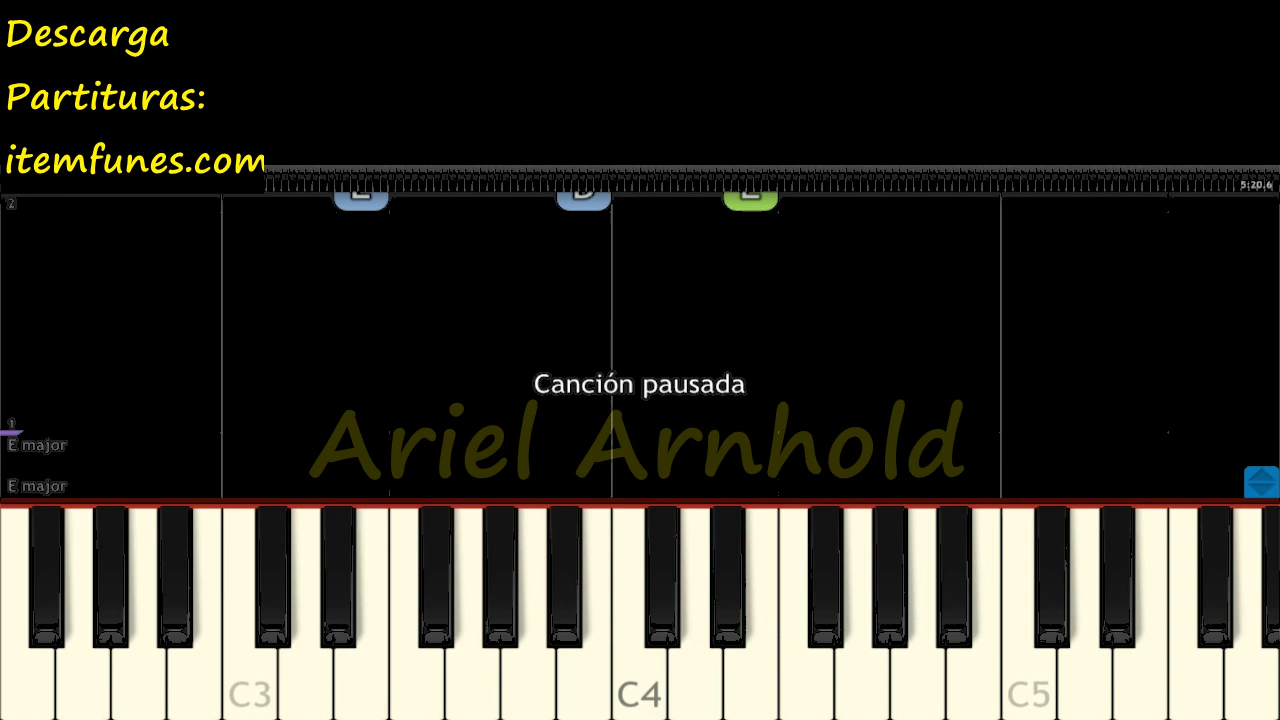 Descarga
Partituras:
itemfunes.com
5:20.6
2
Canción pausada
Ariel Arnhold
1
E major
E major
C3 C4 C5